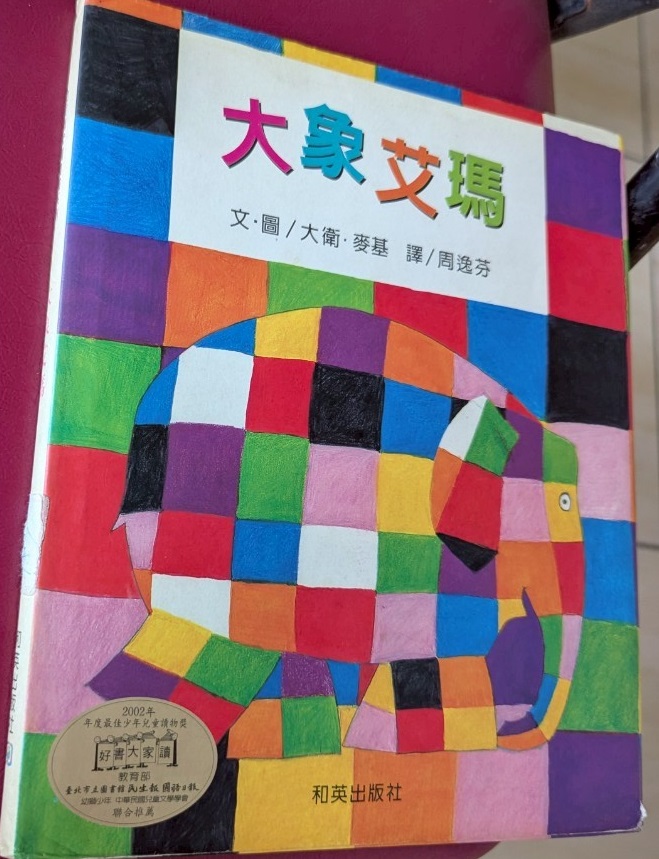 大象艾瑪
文·圖/大衛·麥基 譯/周逸芬
2002年
年度最佳少年兒童讀物獎
好書大家讀
教育部
臺北市立圖書館 民生報 國語日報
幼獅少年 中華民國兒童文學學會
聯合推薦
和英出版社